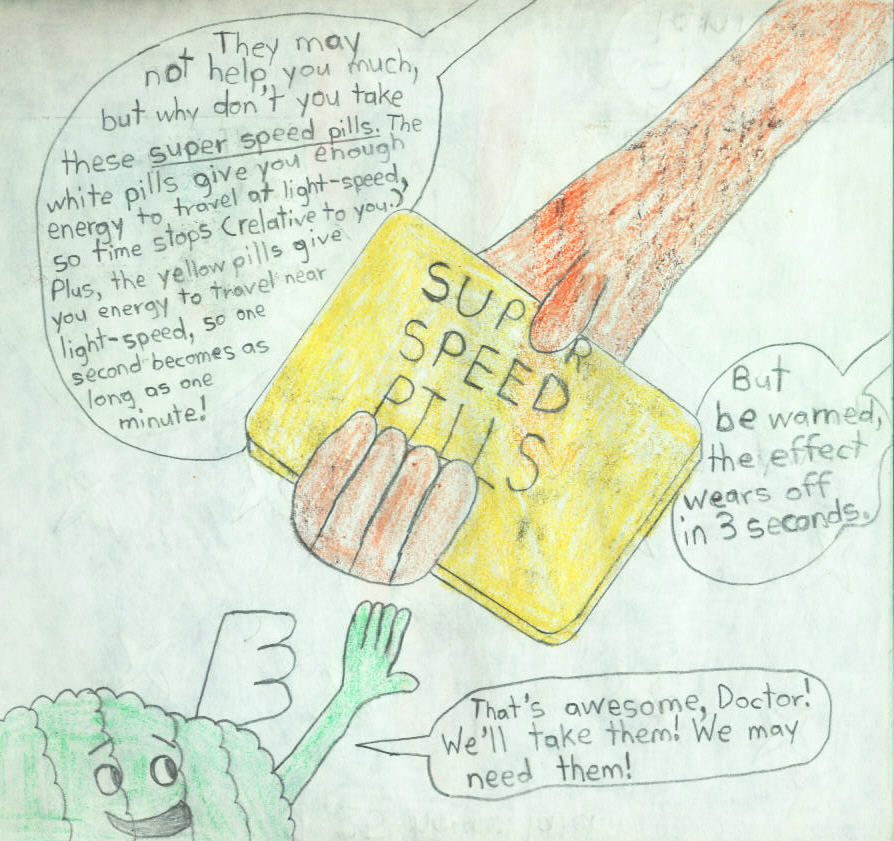 They may
not help you much,
but why don't you take
these super speed pills. The
white pills give you enough
energy to travel at light-speed,
so time stops (relative to you.)
Plus, the yellow pills give
you energy to travel near
light-speed, so one
second becomes as
long as one
minute!
SUPR
SPEED
PILLS
But
be warned,
the effect
wears off
in 3 seconds.
That's awesome, Doctor!
We'll take them! We may
need them!